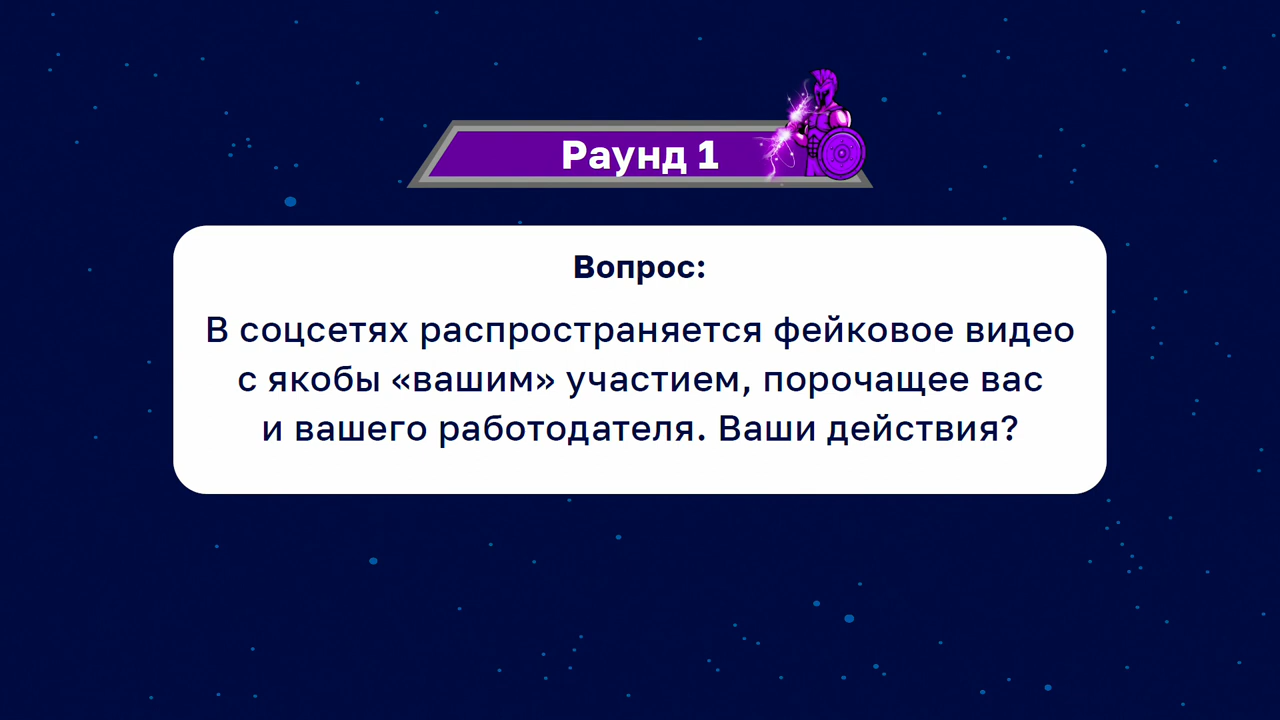 Раунд 1
Вопрос:
В соцсетях распространяется фейковое видео
с якобы «вашим» участием, порочащее вас
и вашего работодателя. Ваши действия?